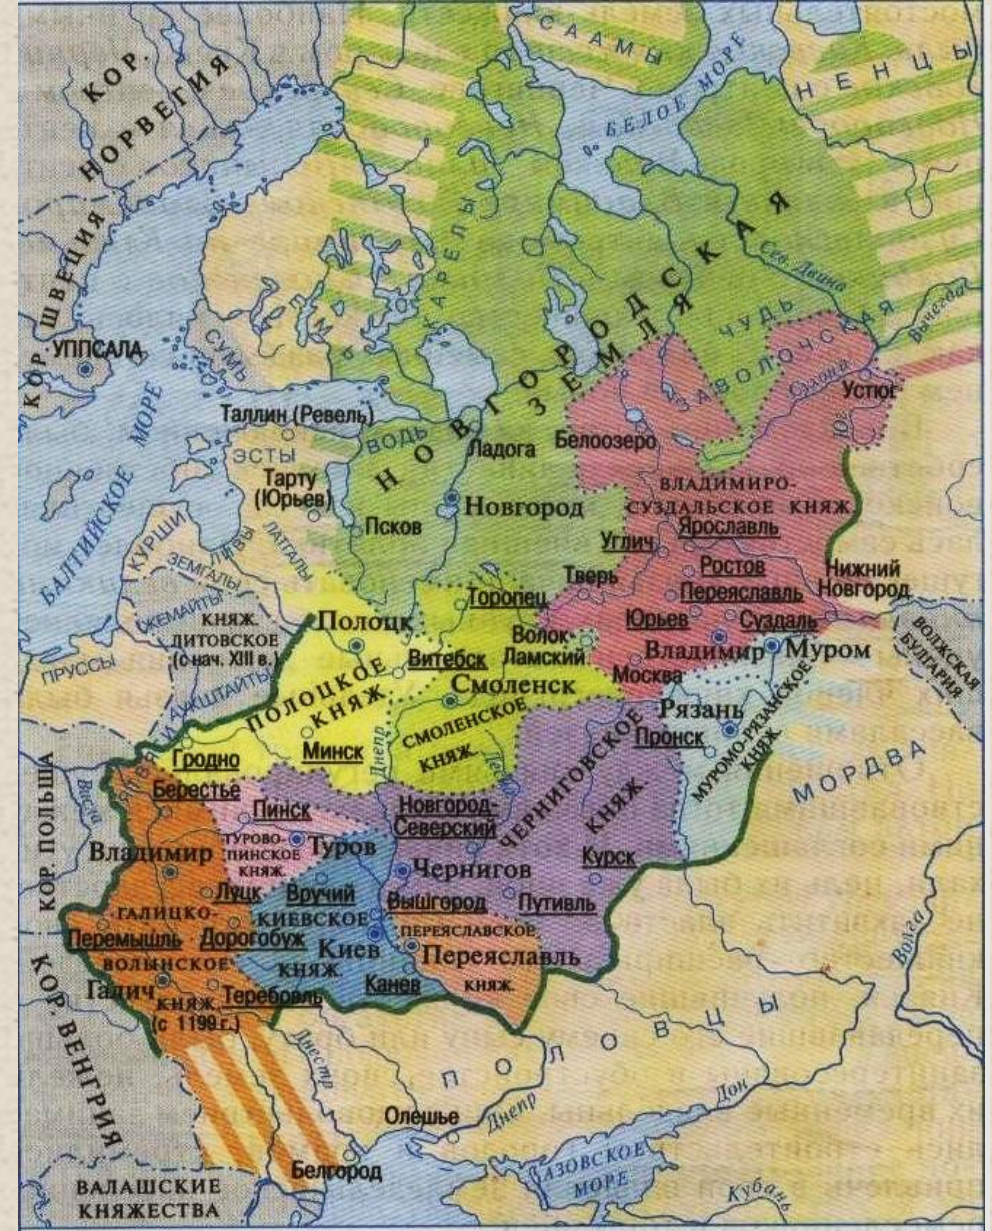 СААМЫ
БЕЛОЕ МОРЕ
НЕНЦЫ
КОР.
НОРВЕГИЯ
КОР. ШВЕЦИЯ
УППСАЛА
КАРЕЛЫ
СУМЬ
НОВГОРОДСКАЯ
ЗЕМЛЯ
Сев. Двина
Вычегда
ЧУДЬ
ЗАВОЛОЧСКАЯ
Сухона
Устюг
Юг
БАЛТИЙСКОЕ МОРЕ
Таллин (Ревель)
ВОДЬ
Ладога
Белоозеро
ЭСТЫ
Тарту
(Юрьев)
Новгород
Псков
ВЛАДИМИРО-
СУЗДАЛЬСКОЕ КНЯЖ.
Ярославль
Углич
Ростов
Переяславль
Нижний
Новгород
Тверь
Юрьев
Суздаль
КУРШИ
ЛИВЫ
ЛАТГАЛЫ
ЗЕМГАЛЫ
ЖЕМАЙТЫ
КНЯЖ.
ЛИТОВСКОЕ
(с нач. XIII в.)
АУКШТАЙТЫ
ПРУССЫ
ЯТВЯГИ
Торопец
Полоцк
Витебск
Волок-
Ламский
Владимир
Муром
Москва
ВОЛЖСКАЯ
БУЛГАРИЯ
ПОЛОЦКОЕ
КНЯЖ.
Смоленск
СМОЛЕНСКОЕ
КНЯЖ.
Минск
Гродно
Днепр
Десна
Рязань
Пронск
МУРОМО-РЯЗАНСКОЕ
КНЯЖ.
МОРДВА
КОР. ПОЛЬША
Висла
Берестье
Пинск
ТУРОВО-
ПИНСКОЕ
КНЯЖ.
Туров
Новгород-
Северский
ЧЕРНИГОВСКОЕ
КНЯЖ.
Чернигов
Курск
Владимир
Луцк
Вручий
Вышгород
Путивль
ГАЛИЦКО-
ВОЛЫНСКОЕ
КНЯЖ.
(с 1199 г.)
Перемышль
Дорогобуж
КИЕВСКОЕ
КНЯЖ.
Киев
ПЕРЕЯСЛАВСКОЕ
КНЯЖ.
Переяславль
Канев
Галич
Теребовль
КОР. ВЕНГРИЯ
Волга
ПОЛОВЦЫ
Днестр
Олешье
Днепр
Дон
Белгород
АЗОВСКОЕ
МОРЕ
Кубань
ВАЛАШСКИЕ
КНЯЖЕСТВА